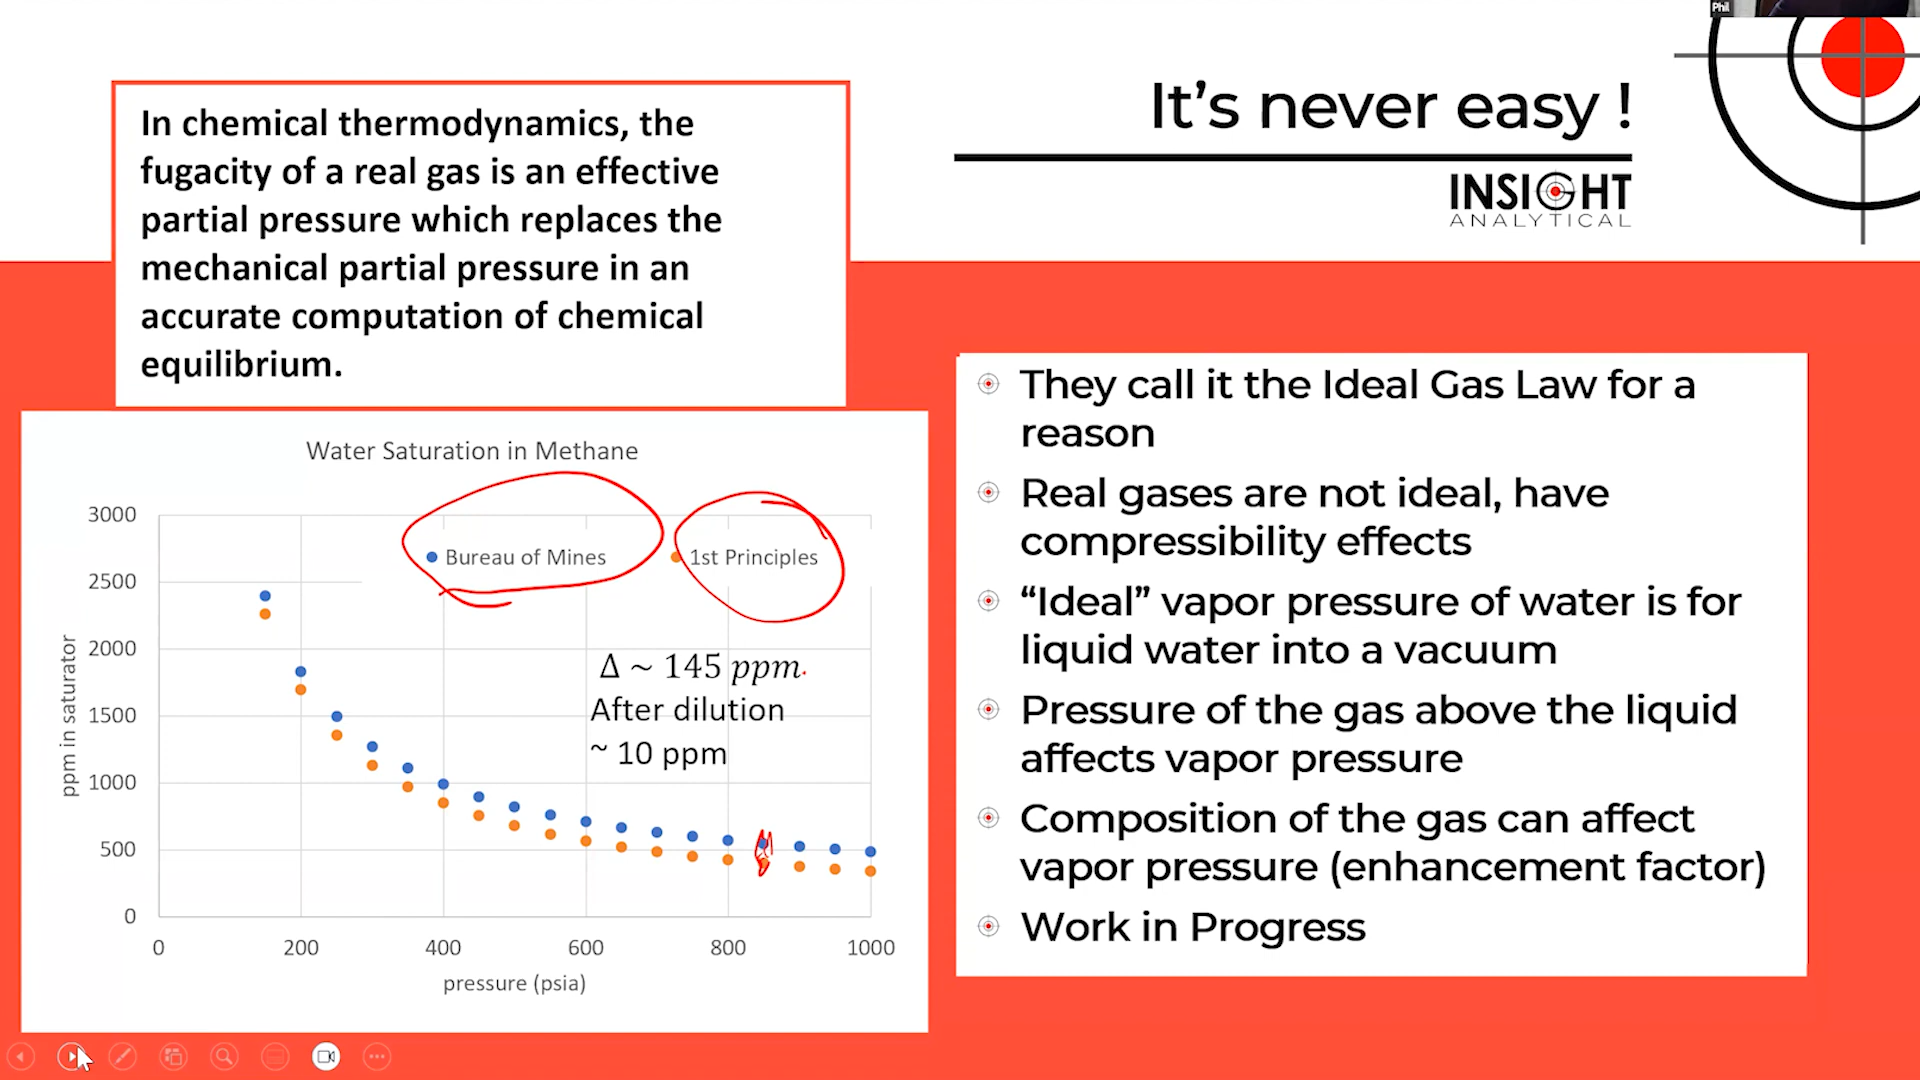 Phil
It's never easy !
INSIGHT
ANALYTICAL
In chemical thermodynamics, the
fugacity of a real gas is an effective
partial pressure which replaces the
mechanical partial pressure in an
accurate computation of chemical
equilibrium.
Water Saturation in Methane
3000
2500
2000
1500
1000
500
0
ppm in saturator
Bureau of Mines
1st Principles
Δ ~ 145 ppm
After dilution
~ 10 ppm
0 200 400 600 800 1000
pressure (psia)
They call it the Ideal Gas Law for a
reason
Real gases are not ideal, have
compressibility effects
“Ideal” vapor pressure of water is for
liquid water into a vacuum
Pressure of the gas above the liquid
affects vapor pressure
Composition of the gas can affect
vapor pressure (enhancement factor)
Work in Progress